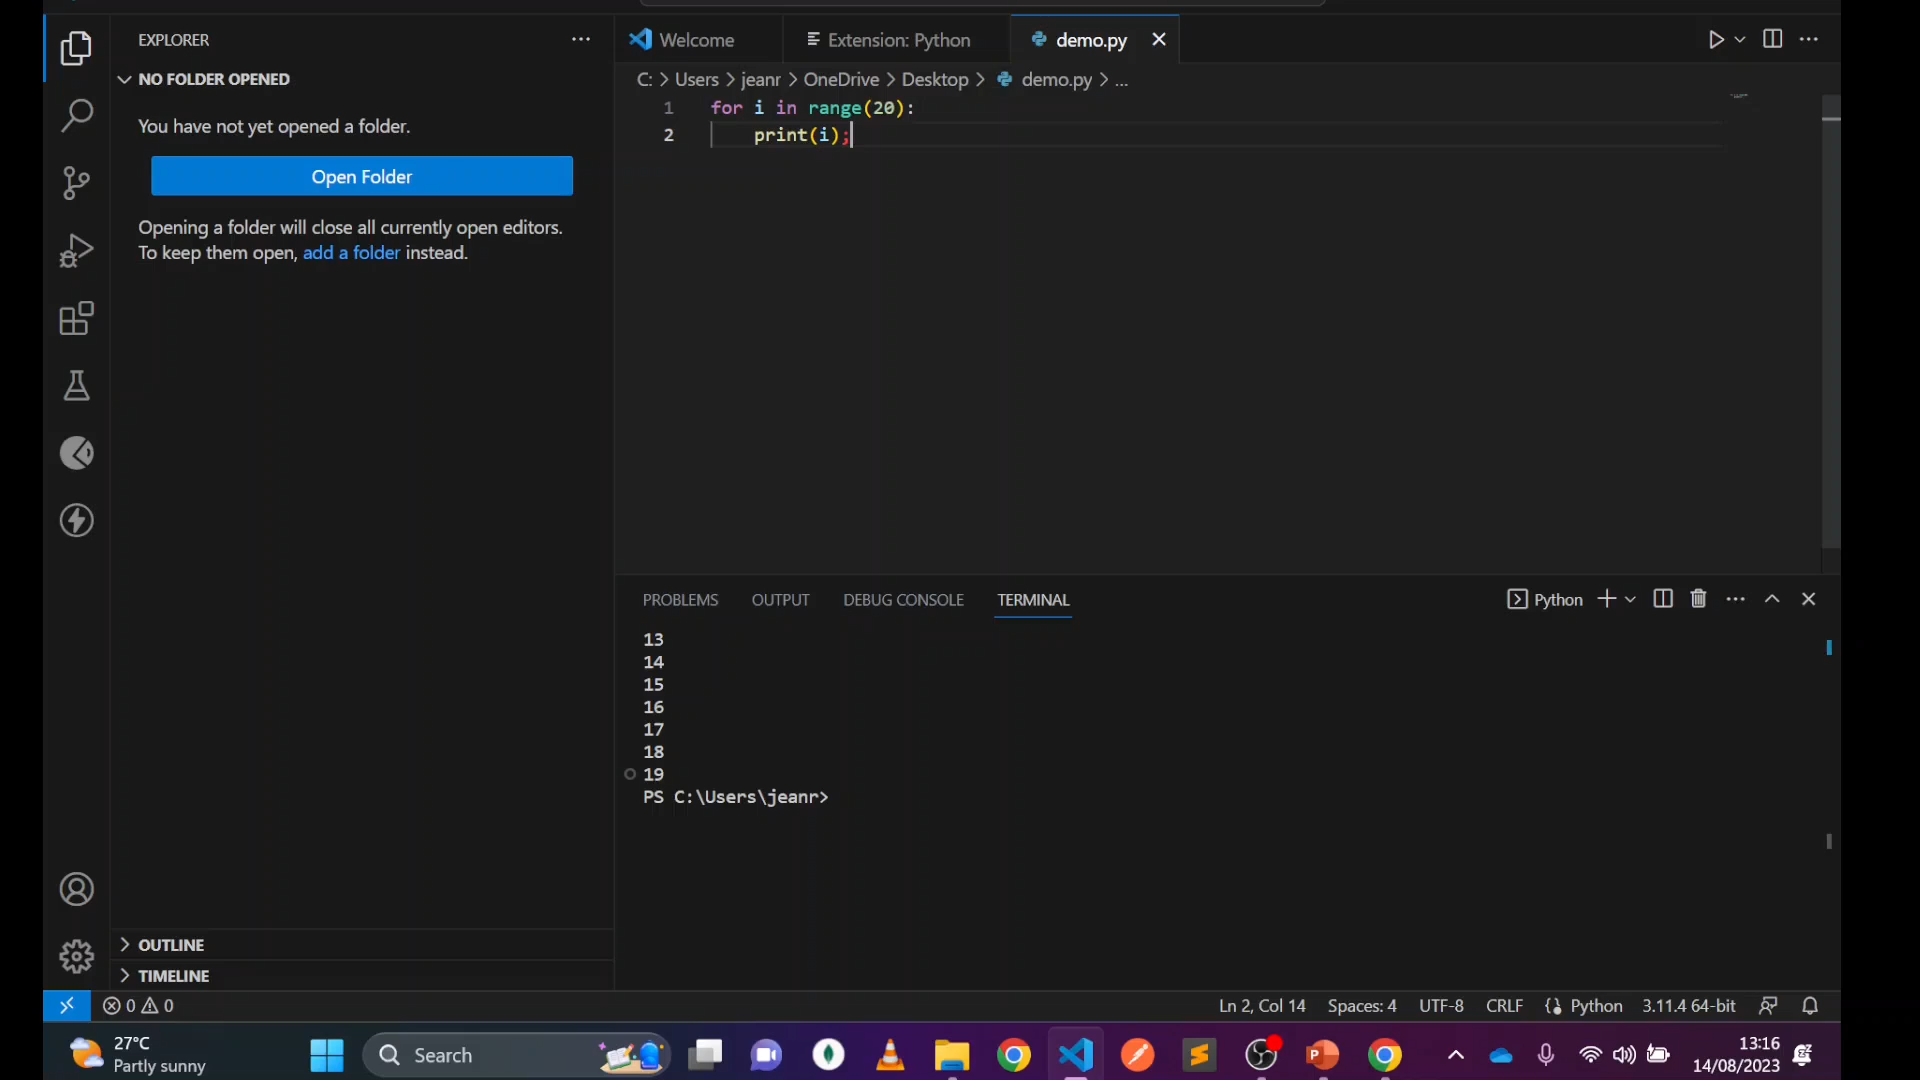 EXPLORER
NO FOLDER OPENED
You have not yet opened a folder.
Open Folder
Opening a folder will close all currently open editors.
To keep them open, add a folder instead.
OUTLINE
TIMELINE
Welcome
Extension: Python
demo.py
C: > Users > jeanr > OneDrive > Desktop > demo.py > ...
1 for i in range(20):
2 print(i);
PROBLEMS OUTPUT DEBUG CONSOLE TERMINAL
Python
13
14
15
16
17
18
19
PS C:\Users\jeanr>
0 0
Ln 2, Col 14 Spaces: 4 UTF-8 CRLF Python 3.11.4 64-bit
27°C
Partly sunny
Search
13:16
14/08/2023